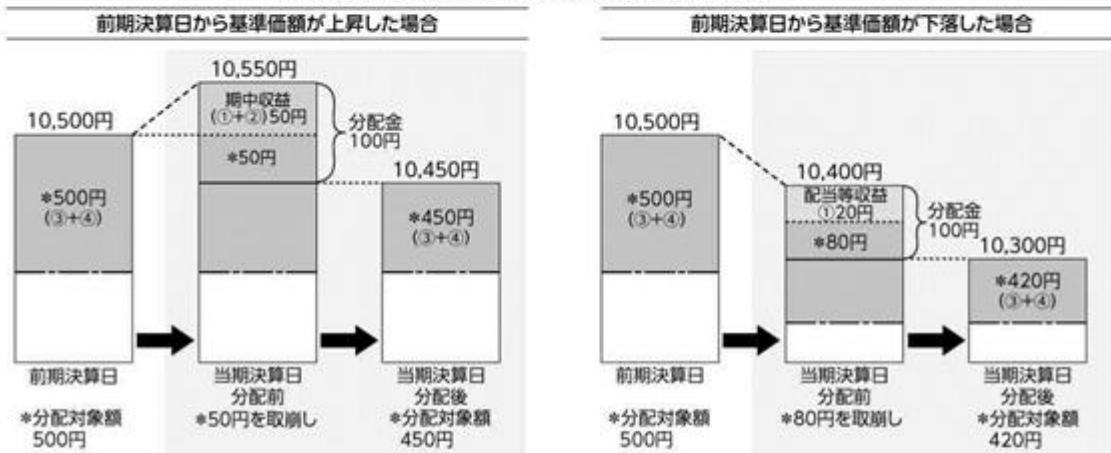 前期決算日から基準価額が上昇した場合
10,500円
*500円
(③+④)
10,550円
期中収益
(①+②)50円
*50円
分配金
100円
10,450円
*450円
(③+④)
前期決算日
*分配対象額
500円
当期決算日
分配前
*50円を取崩し
当期決算日
分配後
*分配対象額
450円
前期決算日から基準価額が下落した場合
10,500円
*500円
(③+④)
10,400円
配当等収益
①20円
*80円
分配金
100円
10,300円
*420円
(③+④)
前期決算日
*分配対象額
500円
当期決算日
分配前
*80円を取崩し
当期決算日
分配後
*分配対象額
420円